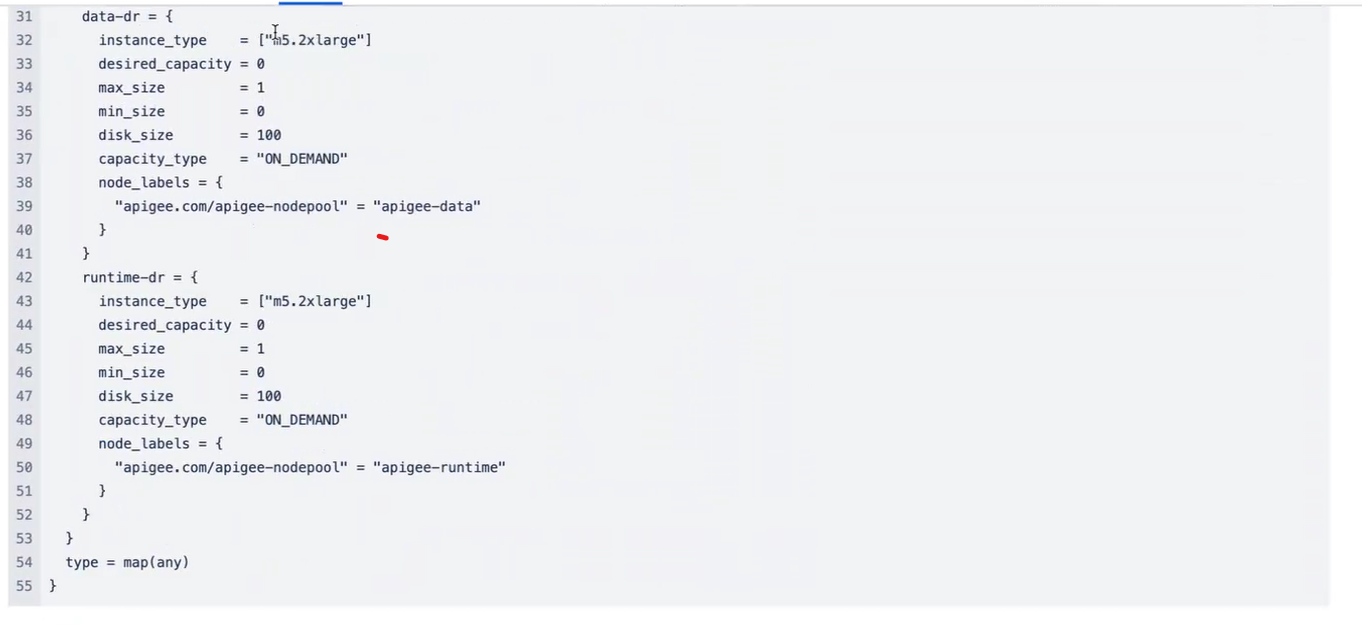 31 data-dr = {
32 instance_type = ["m5.2xlarge"]
33 desired_capacity = 0
34 max_size = 1
35 min_size = 0
36 disk_size = 100
37 capacity_type = "ON_DEMAND"
38 node_labels = {
39 "apigee.com/apigee-nodepool" = "apigee-data"
40 }
41 }
42 runtime-dr = {
43 instance_type = ["m5.2xlarge"]
44 desired_capacity = 0
45 max_size = 1
46 min_size = 0
47 disk_size = 100
48 capacity_type = "ON_DEMAND"
49 node_labels = {
50 "apigee.com/apigee-nodepool" = "apigee-runtime"
51 }
52 }
53 }
54 type = map(any)
55 }